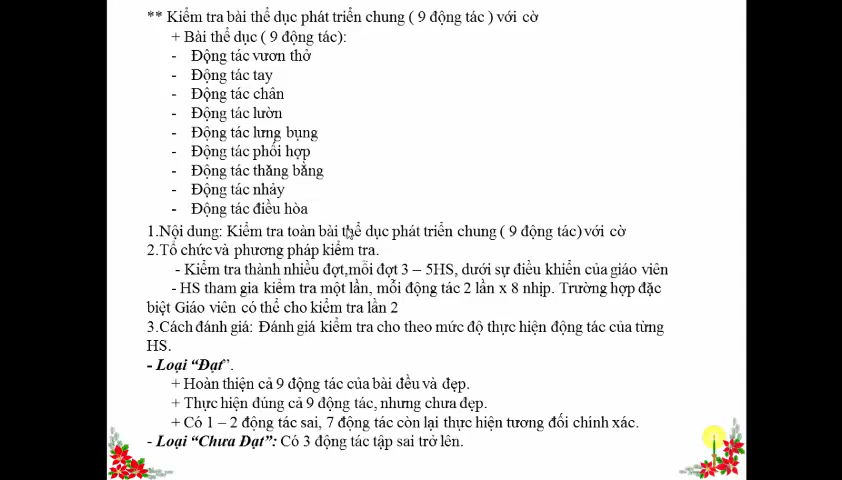 ** Kiểm tra bài thể dục phát triển chung ( 9 động tác ) với cờ
+ Bài thể dục ( 9 động tác):
- Động tác vươn thở
- Động tác tay
- Động tác chân
- Động tác lườn
- Động tác lưng bụng
- Động tác phối hợp
- Động tác thăng bằng
- Động tác nhảy
- Động tác điều hòa
1.Nội dung: Kiểm tra toàn bài thể dục phát triển chung ( 9 động tác) với cờ
2.Tổ chức và phương pháp kiểm tra.
- Kiểm tra thành nhiều đợt,mỗi đợt 3 – 5HS, dưới sự điều khiển của giáo viên
- HS tham gia kiểm tra một lần, mỗi động tác 2 lần x 8 nhịp. Trường hợp đặc
biệt Giáo viên có thể cho kiểm tra lần 2
3.Cách đánh giá: Đánh giá kiểm tra cho theo mức độ thực hiện động tác của từng
HS.
- Loại “Đạt”.
+ Hoàn thiện cả 9 động tác của bài đều và đẹp.
+ Thực hiện đúng cả 9 động tác, nhưng chưa đẹp.
+ Có 1 – 2 động tác sai, 7 động tác còn lại thực hiện tương đối chính xác.
- Loại “Chưa Đạt”: Có 3 động tác tập sai trở lên.